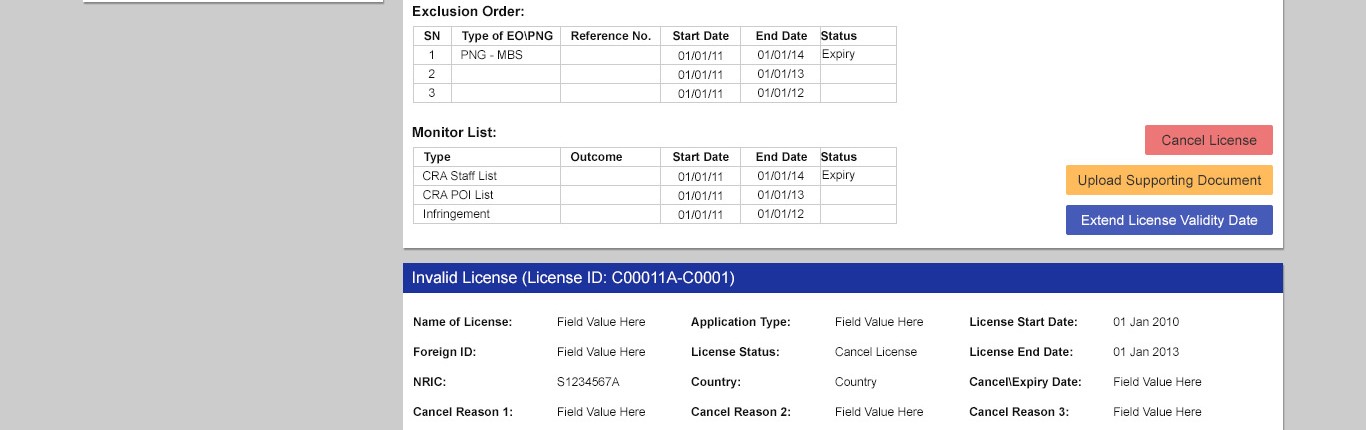 Exclusion Order:
SN Type of EO\PNG Reference No. Start Date End Date Status
1 PNG - MBS 01/01/11 01/01/14 Expiry
2 01/01/11 01/01/13
3 01/01/11 01/01/12
Monitor List:
Type Outcome Start Date End Date Status
CRA Staff List 01/01/11 01/01/14 Expiry
CRA POI List 01/01/11 01/01/13
Infringement 01/01/11 01/01/12
Cancel License
Upload Supporting Document
Extend License Validity Date
Invalid License (License ID: C00011A-C0001)
Name of License: Field Value Here Application Type: Field Value Here License Start Date: 01 Jan 2010
Foreign ID: Field Value Here License Status: Cancel License License End Date: 01 Jan 2013
NRIC: S1234567A Country: Country Cancel\Expiry Date: Field Value Here
Cancel Reason 1: Field Value Here Cancel Reason 2: Field Value Here Cancel Reason 3: Field Value Here